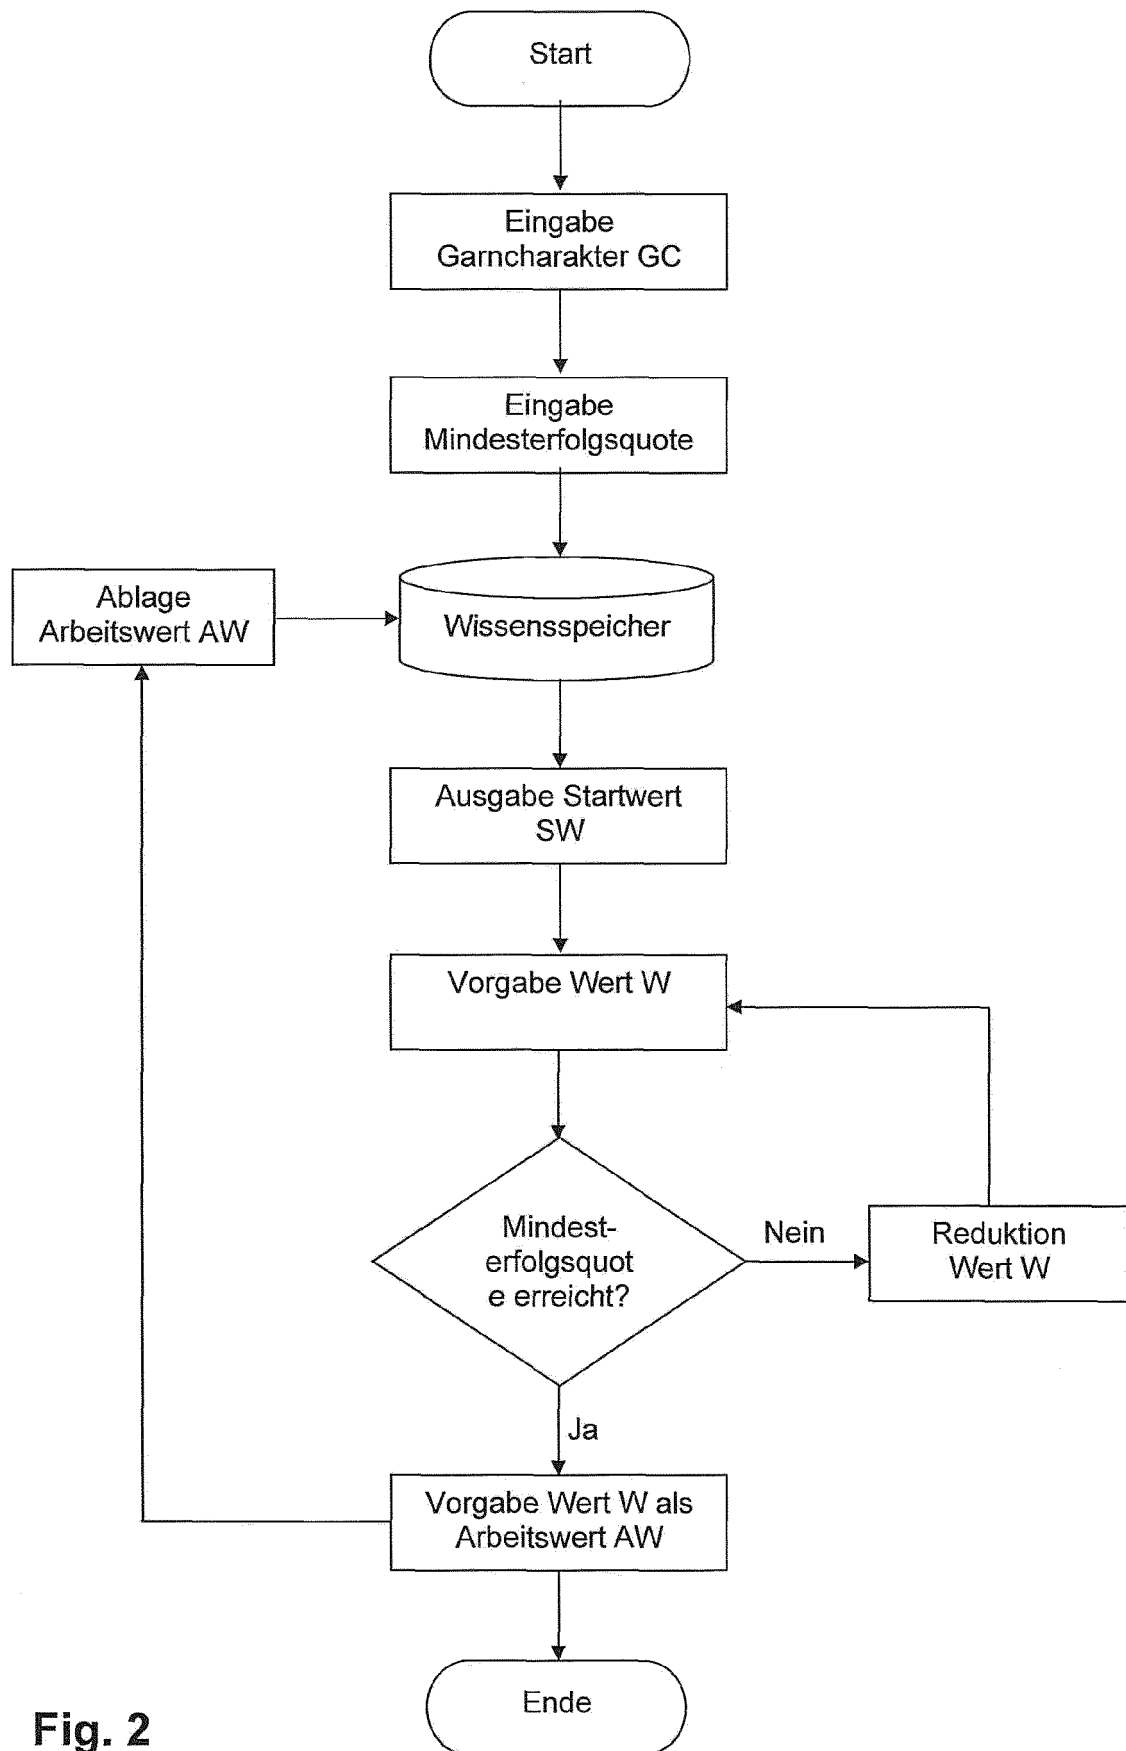 Start
Eingabe
Garncharakter GC
Eingabe
Mindesterfolgsquote
Ablage
Arbeitswert AW
Wissensspeicher
Ausgabe Startwert
SW
Vorgabe Wert W
Mindest-
erfolgsquot
e erreicht?
Nein
Reduktion
Wert W
Ja
Vorgabe Wert W als
Arbeitswert AW
Ende
Fig. 2